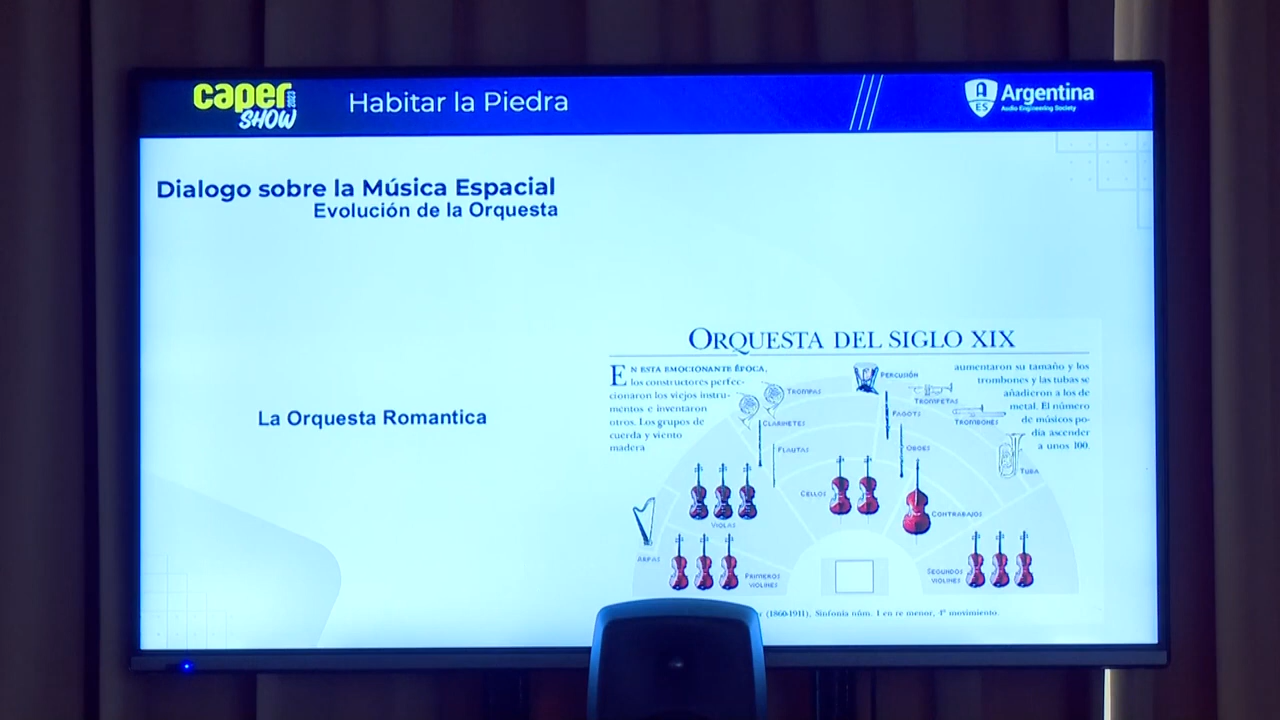 caper
2023
SHOW
Habitar la Piedra
A
ES
Argentina
Audio Engineering Society
Dialogo sobre la Música Espacial
Evolución de la Orquesta
La Orquesta Romantica
ORQUESTA DEL SIGLO XIX
EN ESTA EMOCIONANTE ÉPOCA,
los constructores perfec-
cionaron los viejos instru-
mentos e inventaron
otros. Los grupos de
cuerda y viento
madera
aumentaron su tamaño y los
trombones y las tubas se
añadieron a los de
metal. El número
de músicos po-
día ascender
a unos 100.
TROMPAS
PERCUSIÓN
TROMPETAS
CLARINETES
FAGOTS
TROMBONES
FLAUTAS
OBOES
TUBA
CELLOS
VIOLAS
CONTRABAJOS
ARPAS
PRIMEROS
VIOLINES
SEGUNDOS
VIOLINES
(1860-1911), Sinfonía núm. 1 en re menor, 4º movimiento.